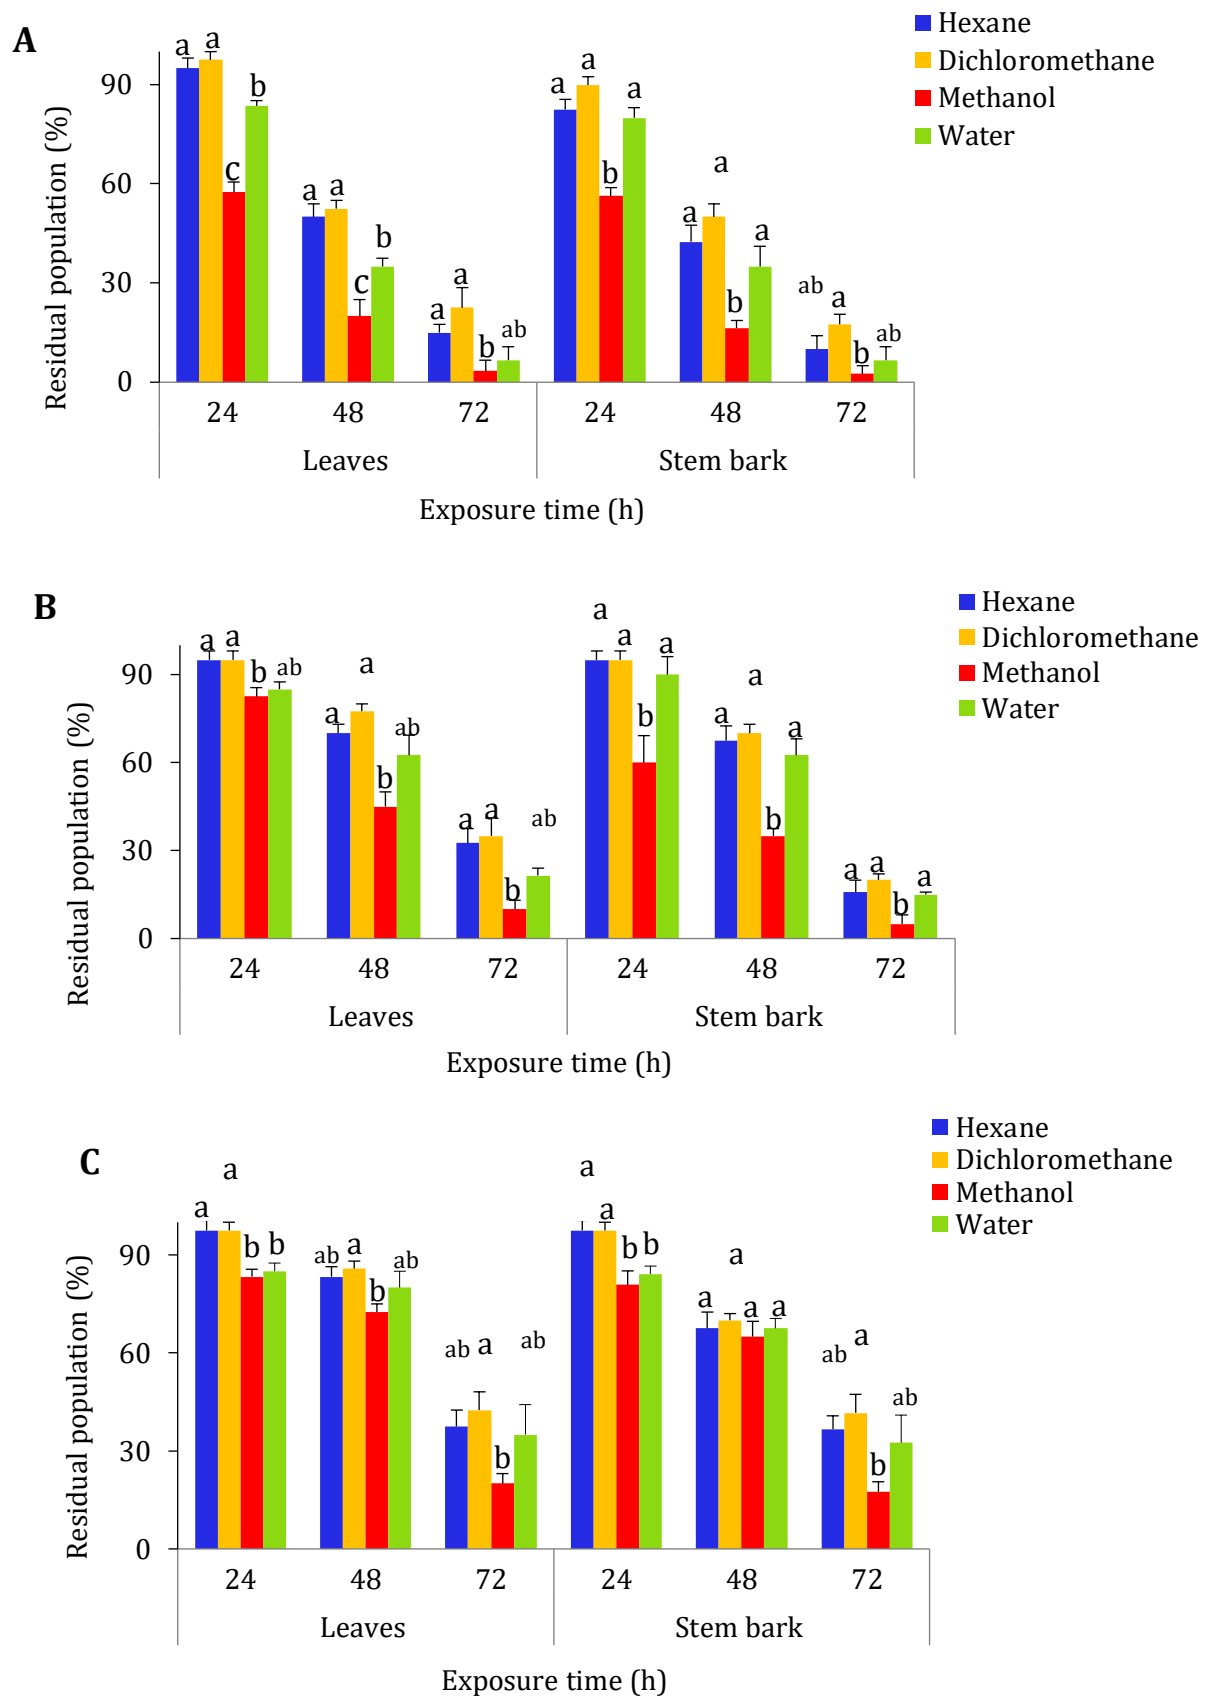 A
Hexane
Dichloromethane
Methanol
Water
Residual population (%)
90
60
30
0
a a c b
a a c b
a a b ab
a a b a
a a b a
ab a b ab
24 48 72 24 48 72
Leaves Stem bark
Exposure time (h)
B
Hexane
Dichloromethane
Methanol
Water
Residual population (%)
90
60
30
0
a a b ab
a a b ab
a a b ab
a a b a
a a b a
a a b a
24 48 72 24 48 72
Leaves Stem bark
Exposure time (h)
C
Hexane
Dichloromethane
Methanol
Water
Residual population (%)
90
60
30
0
a a b b
ab a b ab
ab a b ab
a a b b
a a a a
ab a b ab
24 48 72 24 48 72
Leaves Stem bark
Exposure time (h)